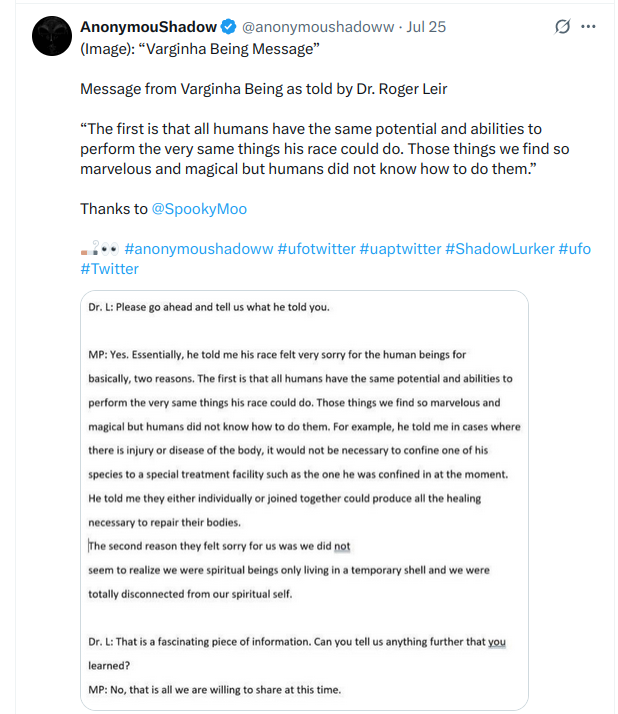 AnonymouShadow @anonymoushadoww · Jul 25
(Image): “Varginha Being Message”
Message from Varginha Being as told by Dr. Roger Leir
“The first is that all humans have the same potential and abilities to
perform the very same things his race could do. Those things we find so
marvelous and magical but humans did not know how to do them.”
Thanks to @SpookyMoo
#anonymoushadoww #ufotwitter #uaptwitter #ShadowLurker #ufo
#Twitter
Dr. L: Please go ahead and tell us what he told you.
MP: Yes. Essentially, he told me his race felt very sorry for the human beings for
basically, two reasons. The first is that all humans have the same potential and abilities to
perform the very same things his race could do. Those things we find so marvelous and
magical but humans did not know how to do them. For example, he told me in cases where
there is injury or disease of the body, it would not be necessary to confine one of his
species to a special treatment facility such as the one he was confined in at the moment.
He told me they either individually or joined together could produce all the healing
necessary to repair their bodies.
The second reason they felt sorry for us was we did not
seem to realize we were spiritual beings only living in a temporary shell and we were
totally disconnected from our spiritual self.
Dr. L: That is a fascinating piece of information. Can you tell us anything further that you
learned?
MP: No, that is all we are willing to share at this time.